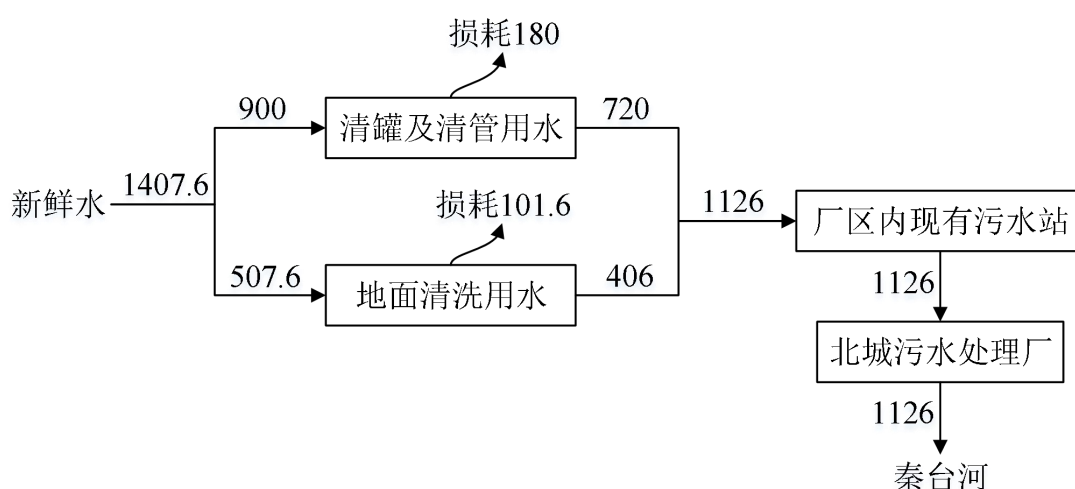 损耗180
900
清罐及清管用水
720
新鲜水
1407.6
损耗101.6
1126
厂区内现有污水站
507.6
地面清洗用水
406
1126
北城污水处理厂
1126
秦台河